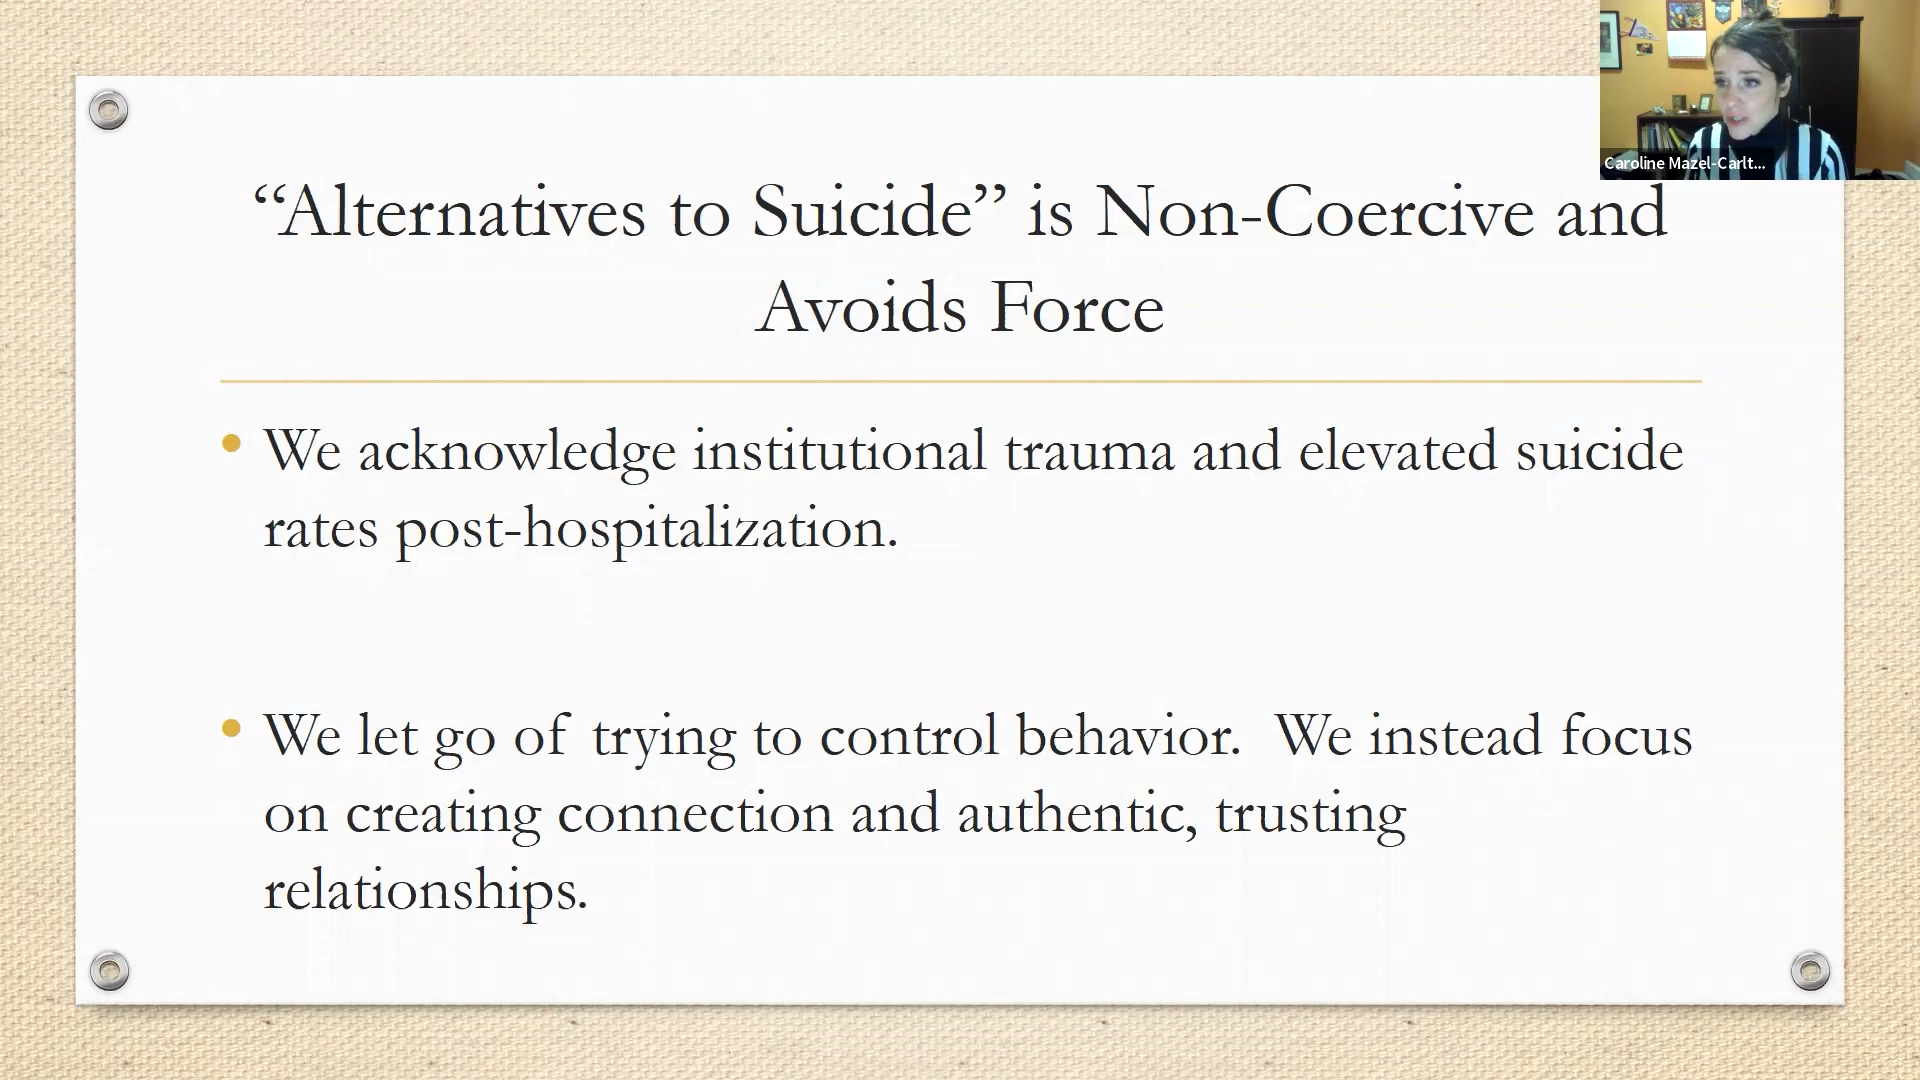 “Alternatives to Suicide” is Non-Coercive and
Avoids Force
• We acknowledge institutional trauma and elevated suicide
rates post-hospitalization.
• We let go of trying to control behavior.  We instead focus
on creating connection and authentic, trusting
relationships.
Caroline Mazel-Carlt...